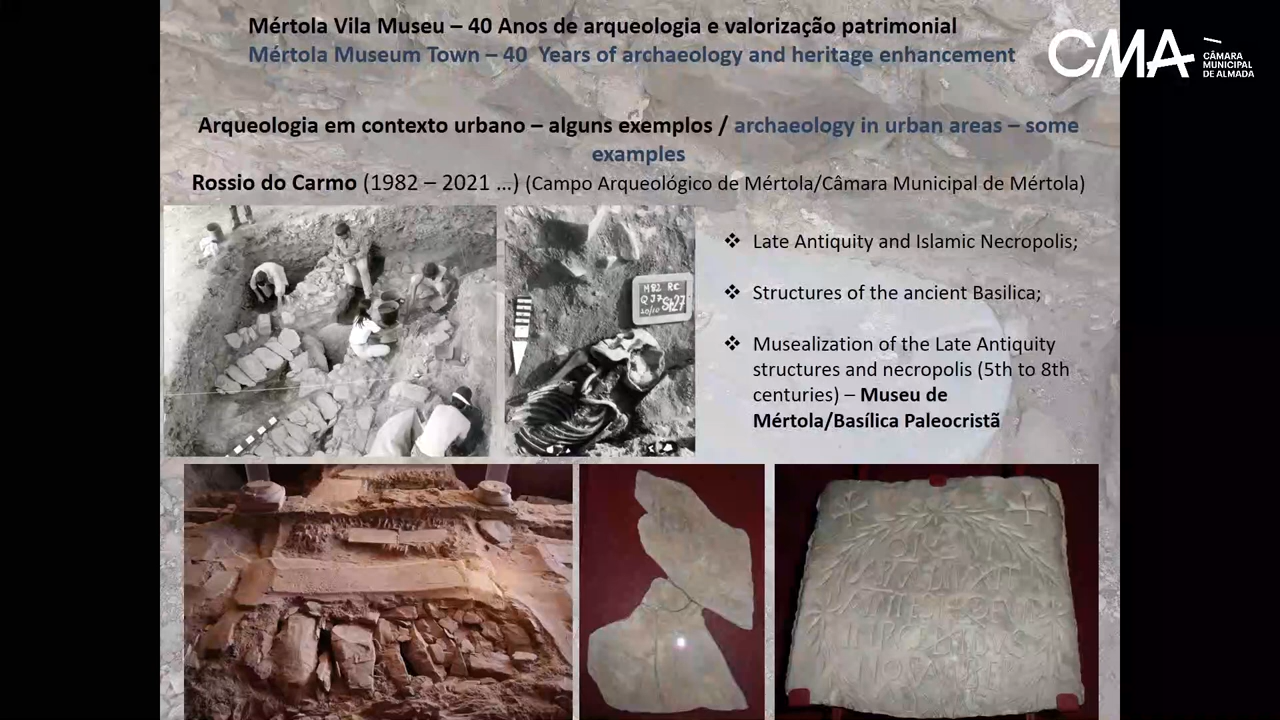 Mértola Vila Museu – 40 Anos de arqueologia e valorização patrimonial
Mértola Museum Town – 40 Years of archaeology and heritage enhancement
CMA
CÂMARA
MUNICIPAL
DE ALMADA
Arqueologia em contexto urbano – alguns exemplos / archaeology in urban areas – some
examples
Rossio do Carmo (1982 – 2021 ...) (Campo Arqueológico de Mértola/Câmara Municipal de Mértola)
❖ Late Antiquity and Islamic Necropolis;
❖ Structures of the ancient Basilica;
❖ Musealization of the Late Antiquity
structures and necropolis (5th to 8th
centuries) – Museu de
Mértola/Basílica Paleocristã
M82 RC